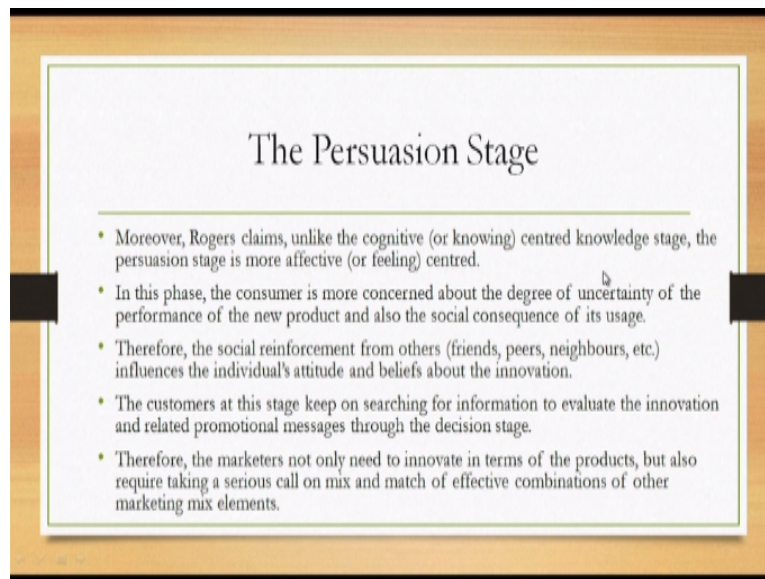 The Persuasion Stage
• Moreover, Rogers claims, unlike the cognitive (or knowing) centred knowledge stage, the
persuasion stage is more affective (or feeling) centred.
• In this phase, the consumer is more concerned about the degree of uncertainty of the
performance of the new product and also the social consequence of its usage.
• Therefore, the social reinforcement from others (friends, peers, neighbours, etc.)
influences the individual's attitude and beliefs about the innovation.
• The customers at this stage keep on searching for information to evaluate the innovation
and related promotional messages through the decision stage.
• Therefore, the marketers not only need to innovate in terms of the products, but also
require taking a serious call on mix and match of effective combinations of other
marketing mix elements.